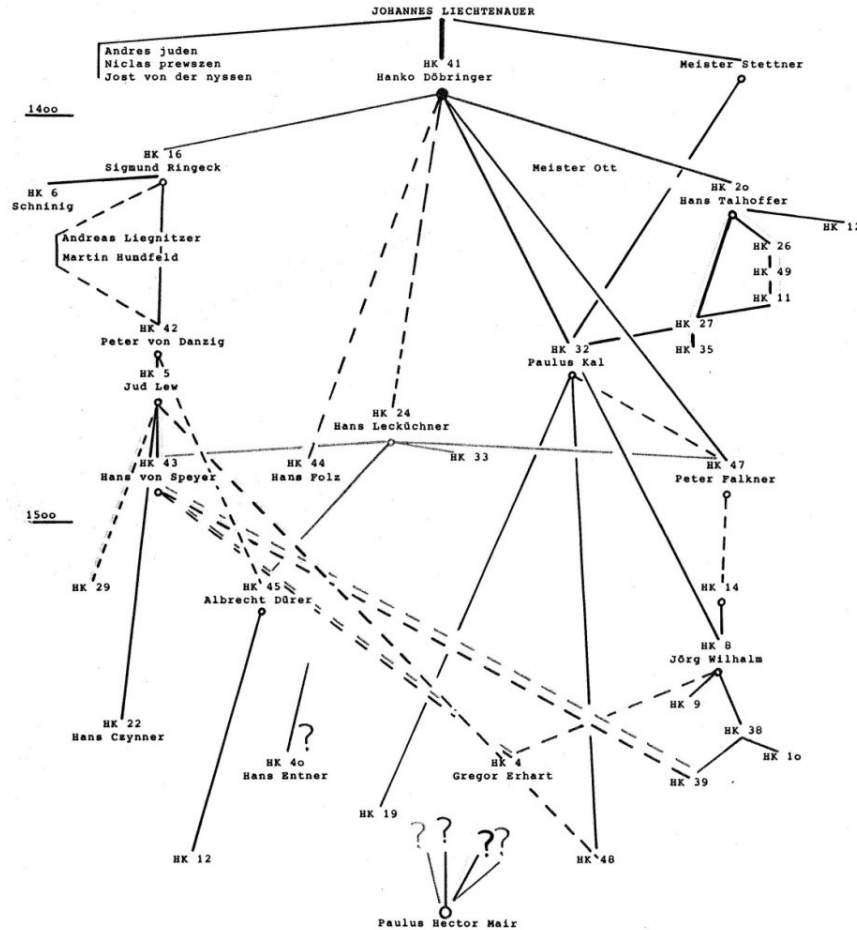 JOHANNES LIECHTENAUER
Andres juden
Niclas prewszen
Jost von der nyssen
HK 41
Hanko Döbringer
Meister Stettner
14oo
HK 16
Sigmund Ringeck
HK 6
Schninig
Meister Ott
HK 2o
Hans Talhoffer
HK 12
Andreas Liegnitzer
Martin Hundfeld
HK 26
HK 49
HK 11
HK 27
HK 35
HK 42
Peter von Danzig
HK 32
Paulus Kal
HK 5
Jud Lew
HK 24
Hans Lecküchner
HK 43
Hans von Speyer
HK 44
Hans Folz
HK 33
HK 47
Peter Falkner
15oo
HK 29
HK 45
Albrecht Dürer
HK 14
HK 8
Jörg Wilhalm
HK 9
HK 22
Hans Czynner
HK 4o
Hans Entner
?
HK 4
Gregor Erhart
HK 38
HK 1o
HK 39
HK 19
HK 12
? ? ??
HK 48
Paulus Hector Mair